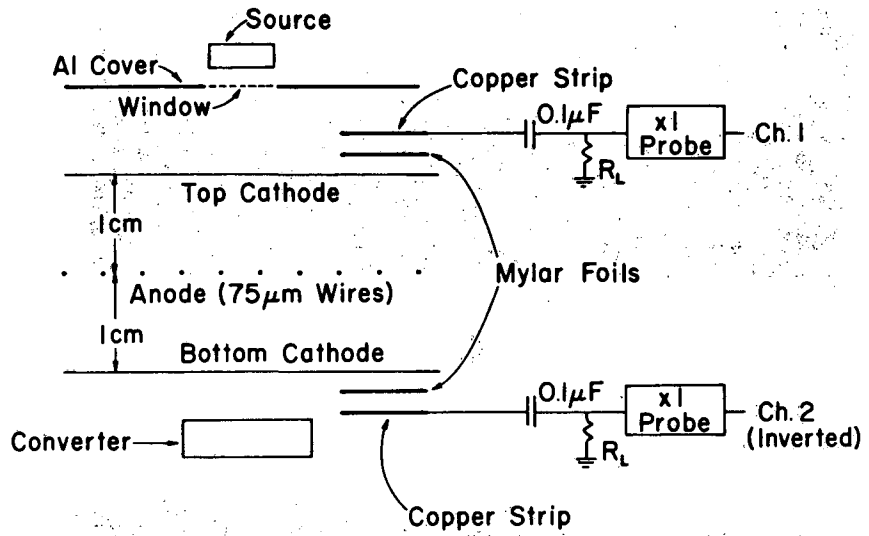 Source
Al Cover
Window
Copper Strip
0.1μF
x1
Probe
Ch. 1
R_L
Top Cathode
1cm
Mylar Foils
Anode (75μm Wires)
1cm
Bottom Cathode
0.1μF
x1
Probe
Ch. 2
(Inverted)
R_L
Converter
Copper Strip